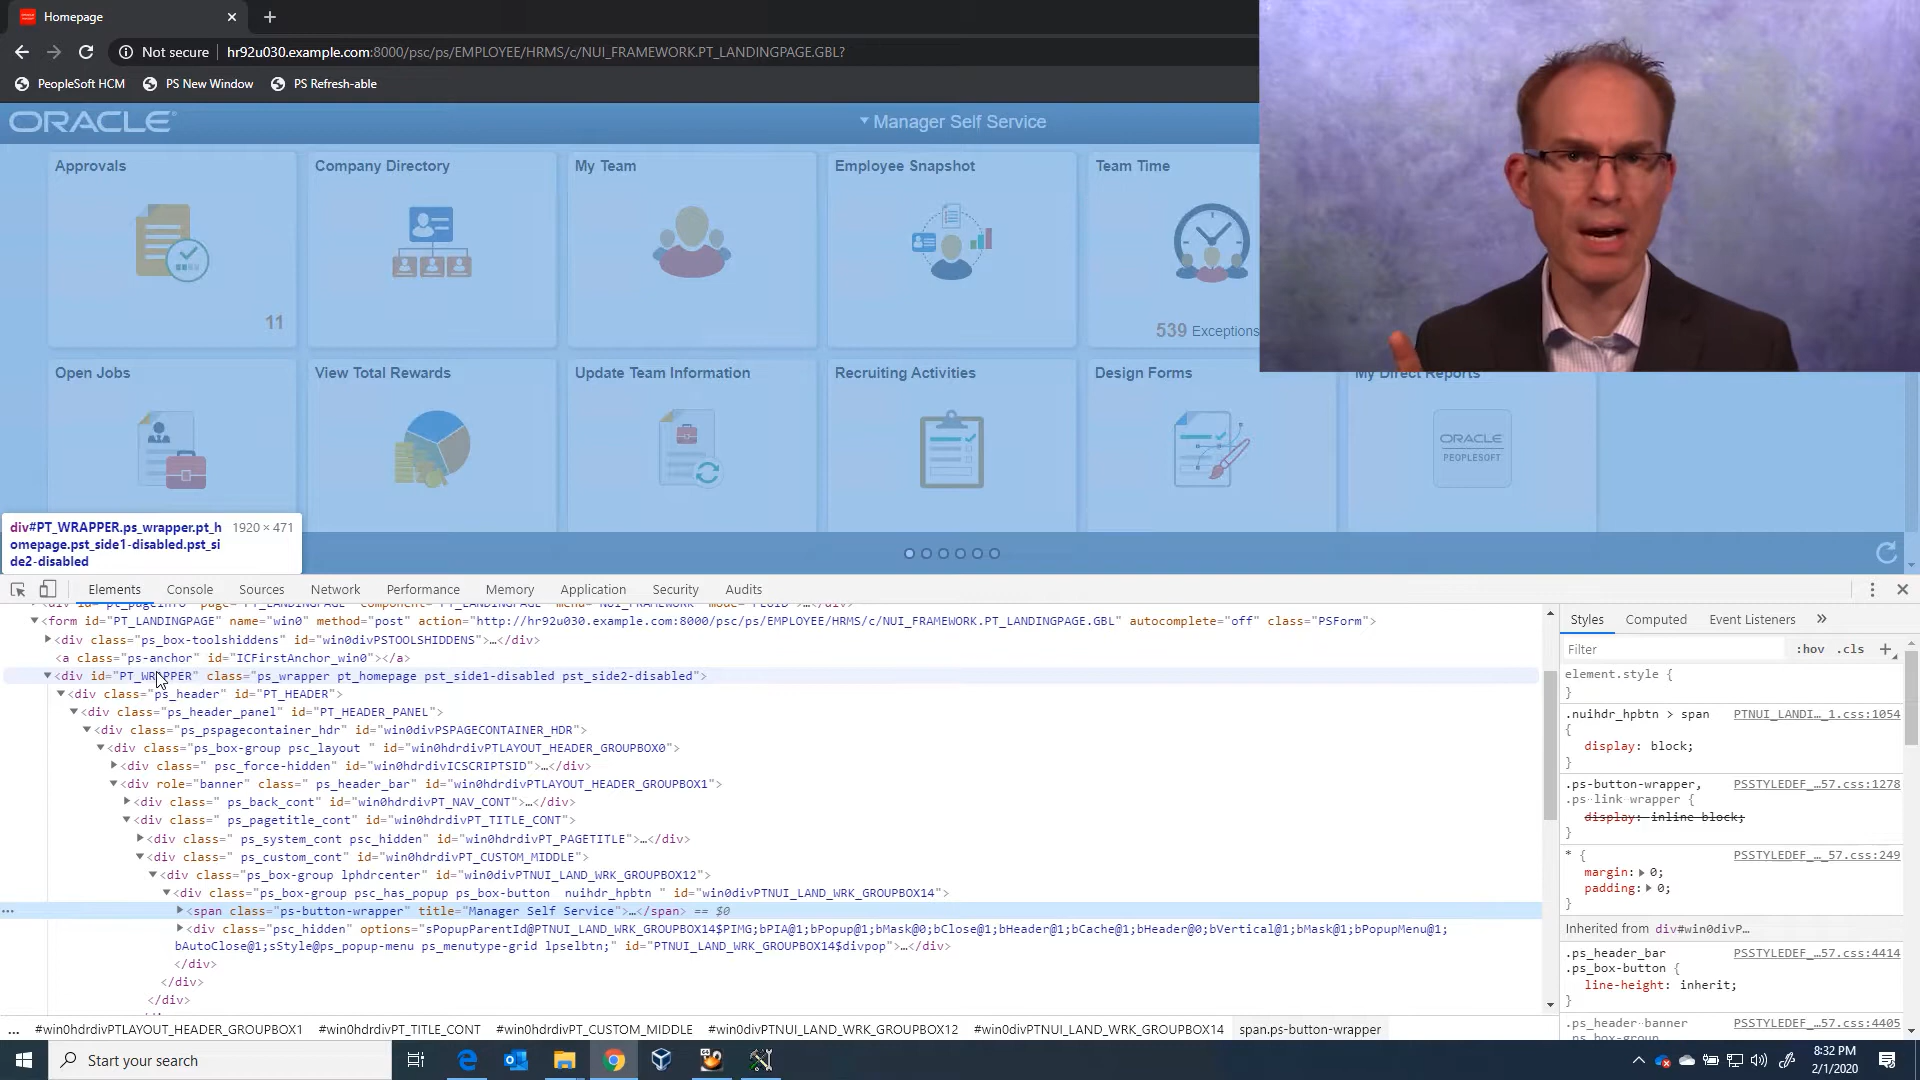 Homepage
Not secure
hr92u030.example.com:8000/psc/ps/EMPLOYEE/HRMS/c/NUI_FRAMEWORK.PT_LANDINGPAGE.GBL?
PeopleSoft HCM
PS New Window
PS Refresh-able
ORACLE
Manager Self Service
Approvals
Company Directory
My Team
Employee Snapshot
Team Time
11
539 Exceptions
Open Jobs
View Total Rewards
Update Team Information
Recruiting Activities
Design Forms
My Direct Reports
ORACLE
PEOPLESOFT
div#PT_WRAPPER.ps_wrapper.pt_h 1920 × 471
omepage.pst_side1-disabled.pst_si
de2-disabled
Elements Console Sources Network Performance Memory Application Security Audits
<div id="pt_pageinfo" page="PT_LANDINGPAGE" component="PT_LANDINGPAGE" menu="NUI_FRAMEWORK" mode="FLUID">…</div>
<form id="PT_LANDINGPAGE" name="win0" method="post" action="http://hr92u030.example.com:8000/psc/ps/EMPLOYEE/HRMS/c/NUI_FRAMEWORK.PT_LANDINGPAGE.GBL" autocomplete="off" class="PSForm">
<div class="ps_box-toolshiddens" id="win0divPSTOOLSHIDDENS">…</div>
<a class="ps-anchor" id="ICFirstAnchor_win0"></a>
<div id="PT_WRAPPER" class="ps_wrapper pt_homepage pst_side1-disabled pst_side2-disabled">
<div class="ps_header" id="PT_HEADER">
<div class="ps_header_panel" id="PT_HEADER_PANEL">
<div class="ps_pspagecontainer_hdr" id="win0divPSPAGECONTAINER_HDR">
<div class="ps_box-group psc_layout " id="win0hdrdivPTLAYOUT_HEADER_GROUPBOX0">
<div class=" psc_force-hidden" id="win0hdrdivICSCRIPTSID">…</div>
<div role="banner" class=" ps_header_bar" id="win0hdrdivPTLAYOUT_HEADER_GROUPBOX1">
<div class=" ps_back_cont" id="win0hdrdivPT_NAV_CONT">…</div>
<div class=" ps_pagetitle_cont" id="win0hdrdivPT_TITLE_CONT">
<div class=" ps_system_cont psc_hidden" id="win0hdrdivPT_PAGETITLE">…</div>
<div class=" ps_custom_cont" id="win0hdrdivPT_CUSTOM_MIDDLE">
<div class="ps_box-group lphdrcenter" id="win0divPTNUI_LAND_WRK_GROUPBOX12">
<div class="ps_box-group psc_has_popup ps_box-button  nuihdr_hpbtn " id="win0divPTNUI_LAND_WRK_GROUPBOX14">
… <span class="ps-button-wrapper" title="Manager Self Service">…</span> == $0
<div class="psc_hidden" options="sPopupParentId@PTNUI_LAND_WRK_GROUPBOX14$PIMG;bPIA@1;bPopup@1;bMask@0;bClose@1;bHeader@1;bCache@1;bHeader@0;bVertical@1;bMask@1;bPopupMenu@1;
bAutoClose@1;sStyle@ps_popup-menu ps_menutype-grid lpselbtn;" id="PTNUI_LAND_WRK_GROUPBOX14$divpop">…</div>
</div>
</div>
</div>
Styles Computed Event Listeners »
Filter :hov .cls +
element.style {
}
.nuihdr_hpbtn > span PTNUI_LANDI…_1.css:1054
{
display: block;
}
.ps-button-wrapper, PSSTYLEDEF_…57.css:1278
.ps-link-wrapper {
display: inline-block;
}
* { PSSTYLEDEF_…_57.css:249
margin: 0;
padding: 0;
}
Inherited from div#win0divP…
.ps_header_bar PSSTYLEDEF_…57.css:4414
.ps_box-button {
line-height: inherit;
}
.ps_header-banner PSSTYLEDEF_…57.css:4405
.ps_box-group
… #win0hdrdivPTLAYOUT_HEADER_GROUPBOX1 #win0hdrdivPT_TITLE_CONT #win0hdrdivPT_CUSTOM_MIDDLE #win0divPTNUI_LAND_WRK_GROUPBOX12 #win0divPTNUI_LAND_WRK_GROUPBOX14 span.ps-button-wrapper
Start your search
8:32 PM
2/1/2020